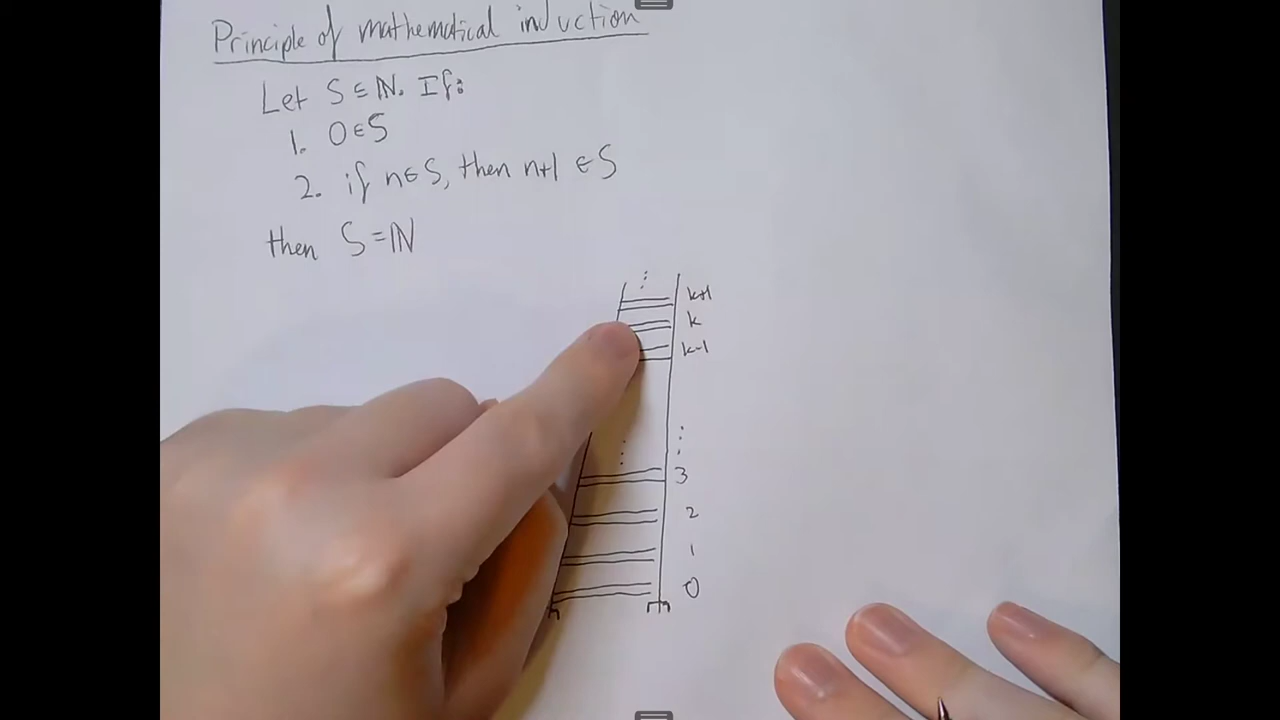 Principle of mathematical induction
Let S ⊆ ℕ. If:
1. 0 ∈ S
2. if n ∈ S, then n+1 ∈ S
then S = ℕ
⋮ k+1
k
k-1
⋮ ⋮
3
2
1
0